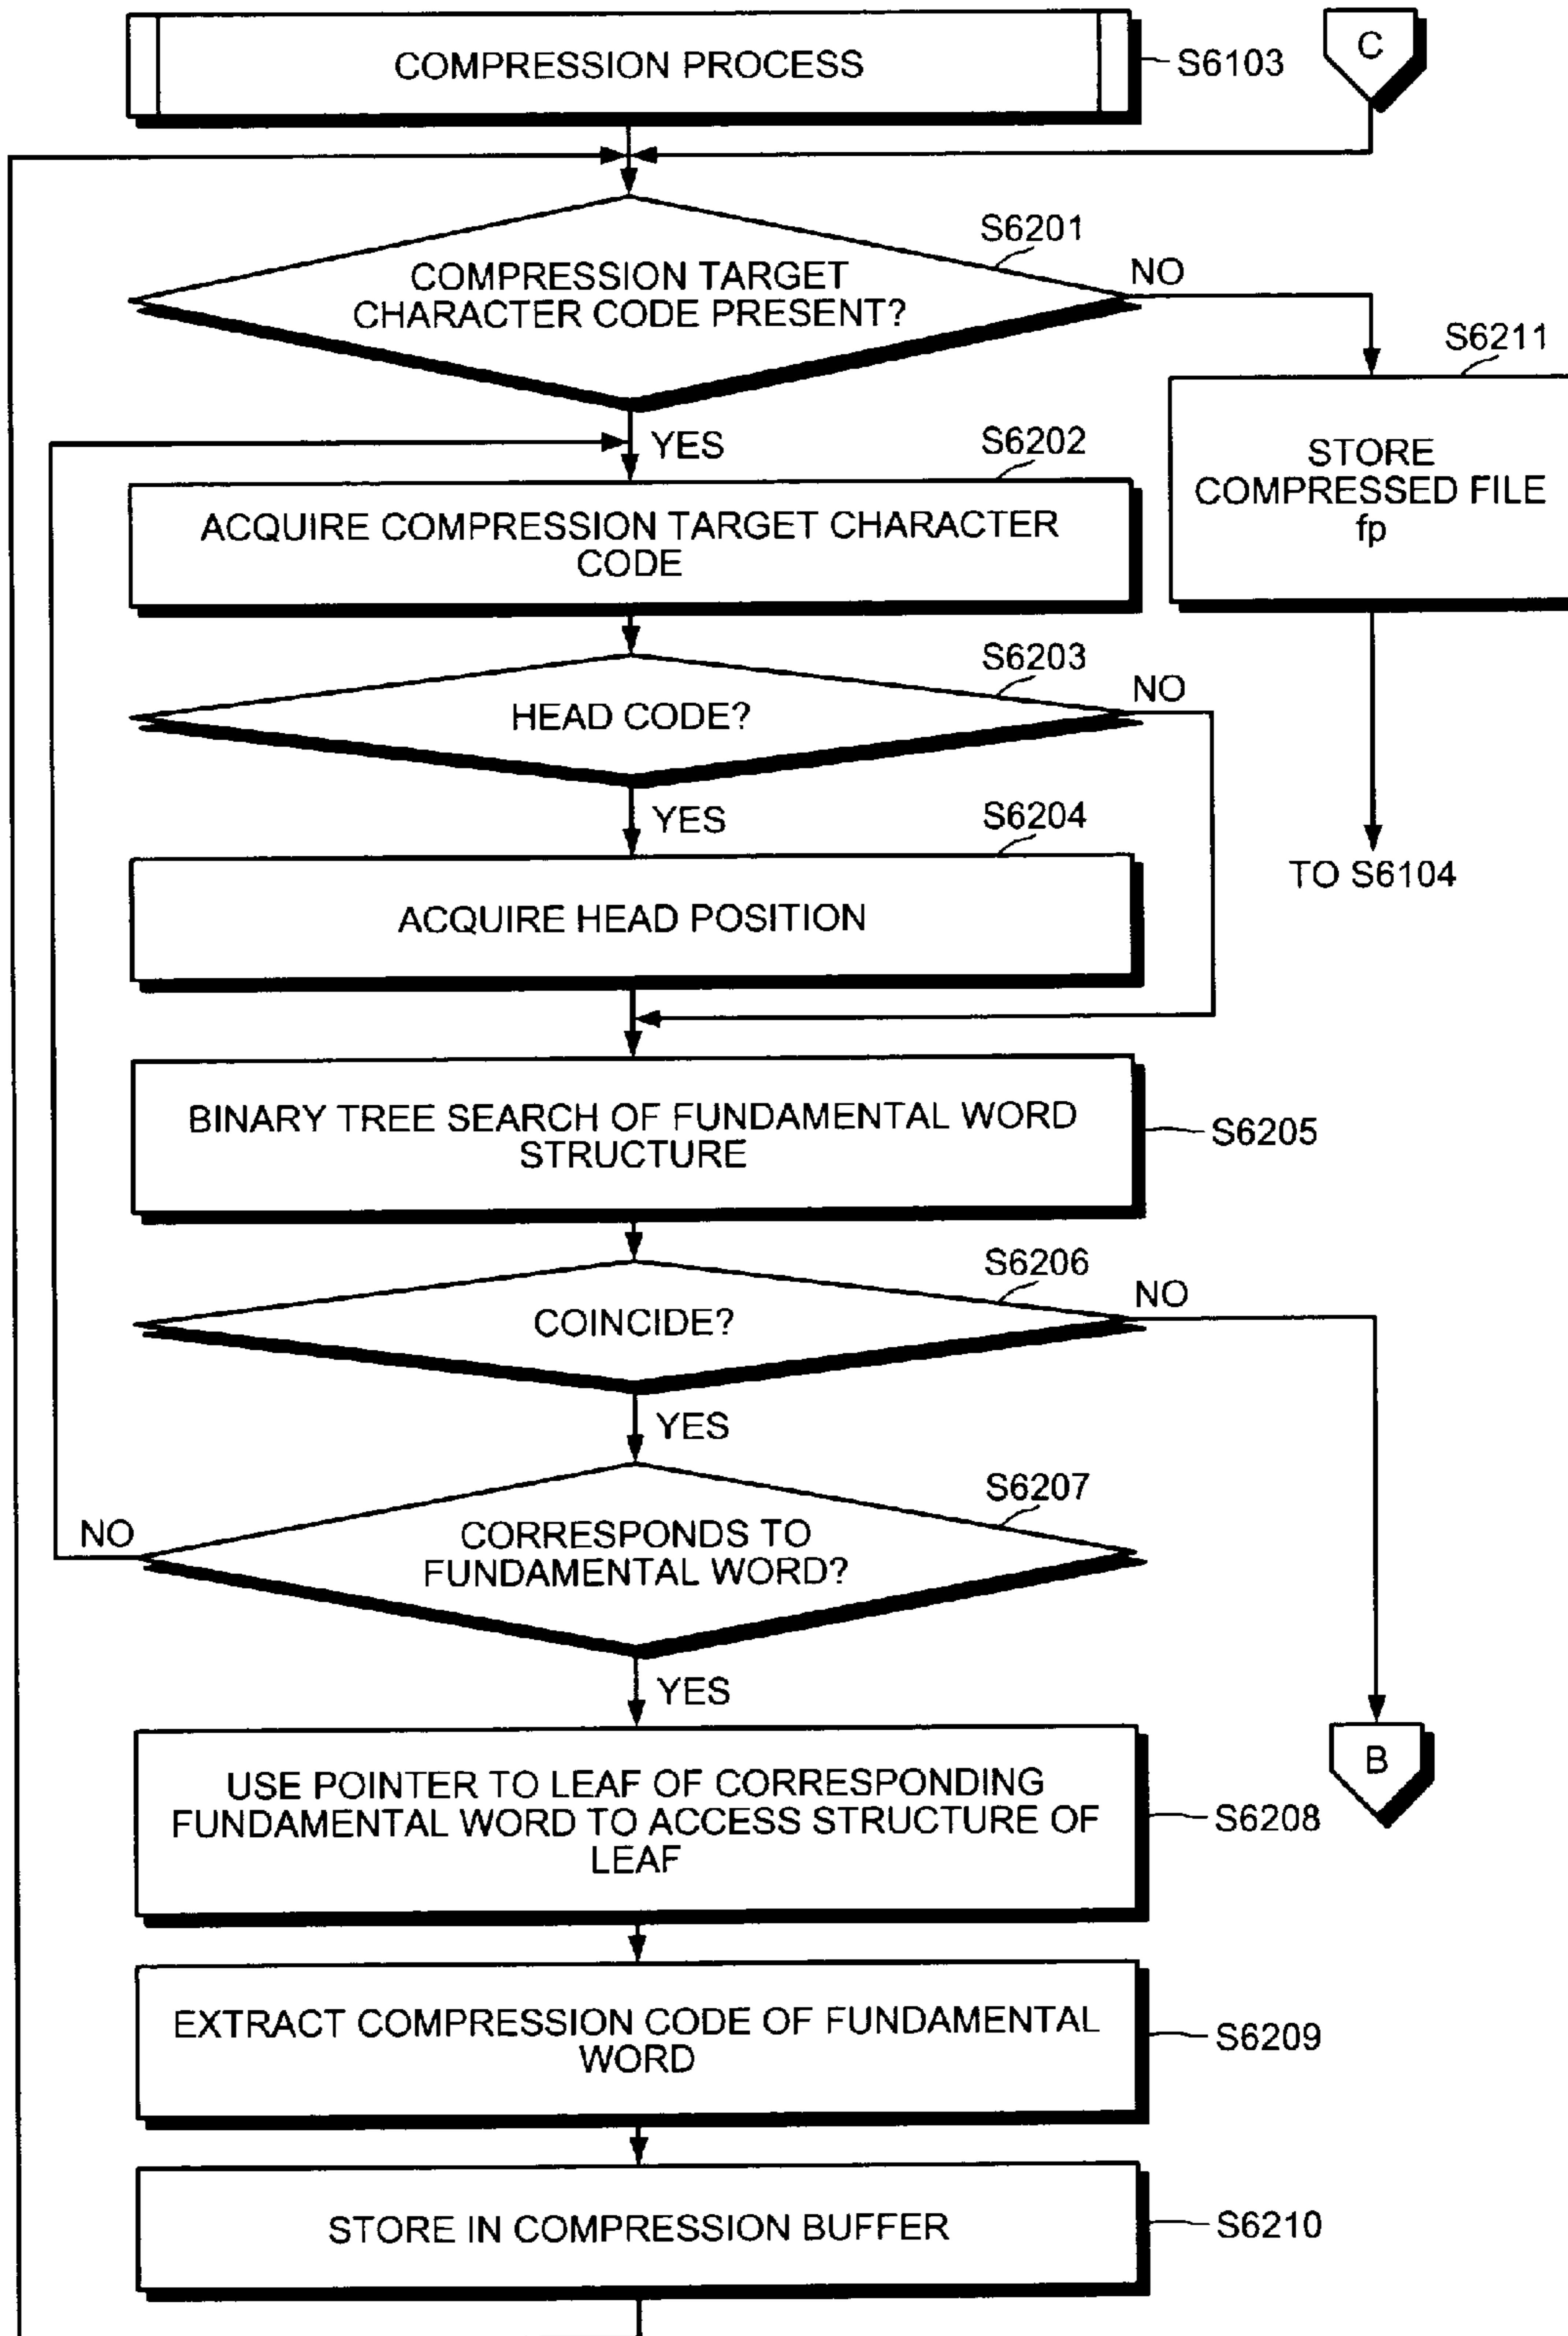 COMPRESSION PROCESS
S6103
C
S6201
COMPRESSION TARGET
CHARACTER CODE PRESENT?
NO
S6211
STORE
COMPRESSED FILE
fp
TO S6104
YES
S6202
ACQUIRE COMPRESSION TARGET CHARACTER
CODE
S6203
HEAD CODE?
NO
YES
S6204
ACQUIRE HEAD POSITION
BINARY TREE SEARCH OF FUNDAMENTAL WORD
STRUCTURE
S6205
S6206
COINCIDE?
NO
YES
S6207
CORRESPONDS TO
FUNDAMENTAL WORD?
NO
YES
B
USE POINTER TO LEAF OF CORRESPONDING
FUNDAMENTAL WORD TO ACCESS STRUCTURE OF
LEAF
S6208
EXTRACT COMPRESSION CODE OF FUNDAMENTAL
WORD
S6209
STORE IN COMPRESSION BUFFER
S6210